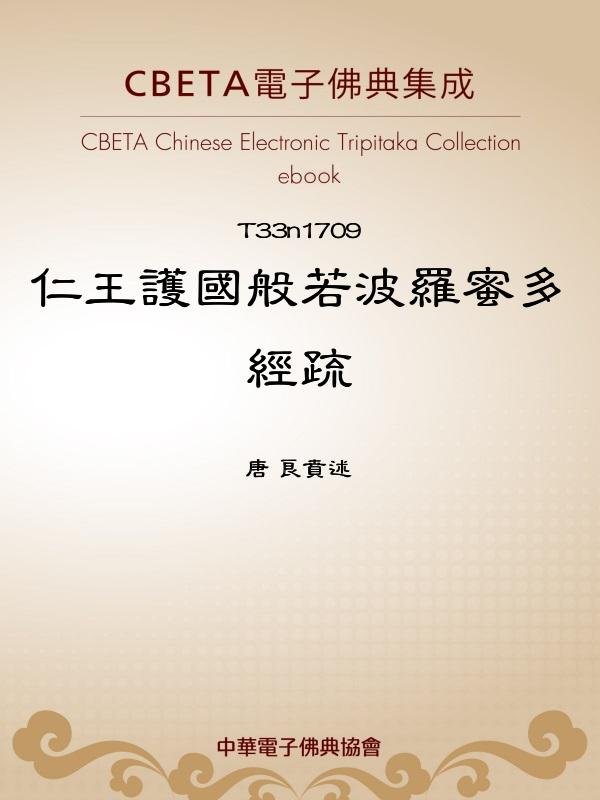 CBETA電子佛典集成
CBETA Chinese Electronic Tripitaka Collection
ebook
T33n1709
仁王護國般若波羅蜜多
經疏
唐 良賁述
中華電子佛典協會